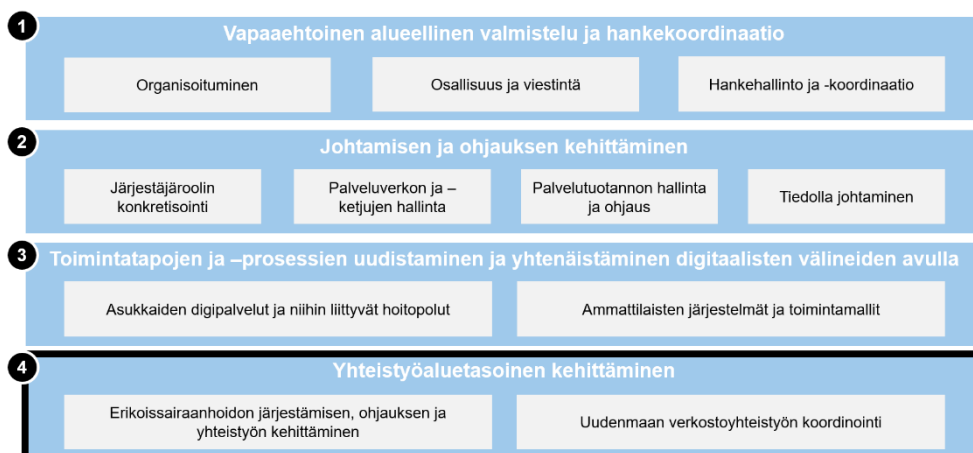 1
Vapaaehtoinen alueellinen valmistelu ja hankekoordinaatio
Organisoituminen
Osallisuus ja viestintä
Hankehallinto ja -koordinaatio
2
Johtamisen ja ohjauksen kehittäminen
Järjestäjäroolin
konkretisointi
Palveluverkon ja –
ketjujen hallinta
Palvelutuotannon hallinta
ja ohjaus
Tiedolla johtaminen
3
Toimintatapojen ja –prosessien uudistaminen ja yhtenäistäminen digitaalisten välineiden avulla
Asukkaiden digipalvelut ja niihin liittyvät hoitopolut
Ammattilaisten järjestelmät ja toimintamallit
4
Yhteistyöaluetasoinen kehittäminen
Erikoissairaanhoidon järjestämisen, ohjauksen ja
yhteistyön kehittäminen
Uudenmaan verkostoyhteistyön koordinointi